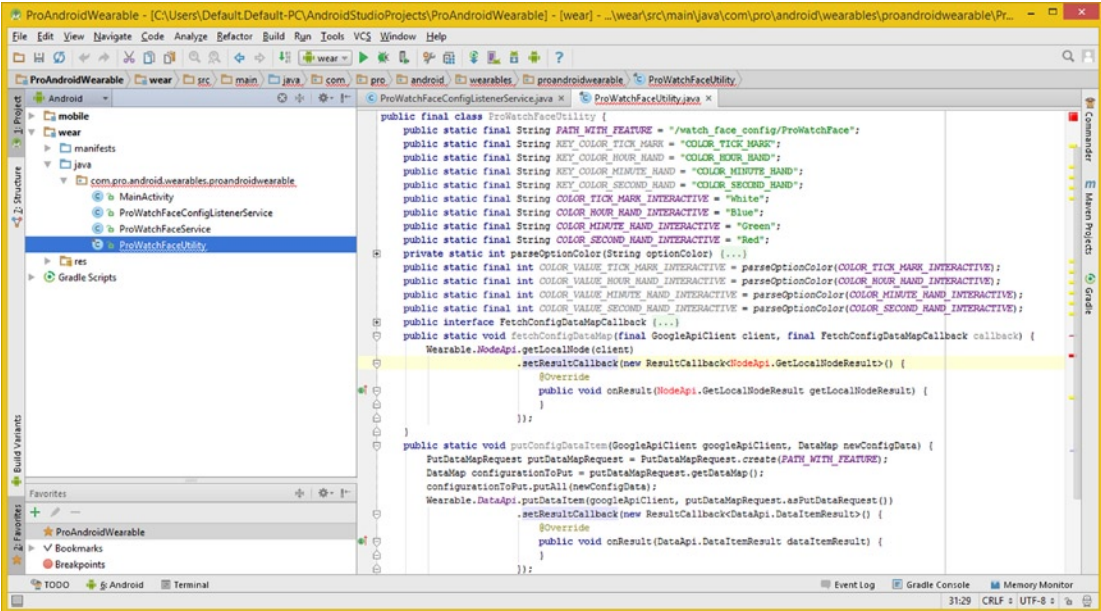 ProAndroidWearable - [C:\Users\Default.Default-PC\AndroidStudioProjects\ProAndroidWearable] - [wear] - ...\wear\src\main\java\com\pro\android\wearables\proandroidwearable\Pr...
File Edit View Navigate Code Analyze Refactor Build Run Tools VCS Window Help
wear
ProAndroidWearable wear src main java com pro android wearables proandroidwearable ProWatchFaceUtility
Android
ProWatchFaceConfigListenerService.java × ProWatchFaceUtility.java ×
1: Project
2: Structure
Build Variants
2: Favorites
mobile
wear
manifests
java
com.pro.android.wearables.proandroidwearable
MainActivity
ProWatchFaceConfigListenerService
ProWatchFaceService
ProWatchFaceUtility
res
Gradle Scripts
Favorites
ProAndroidWearable
Bookmarks
Breakpoints
public final class ProWatchFaceUtility {
public static final String PATH_WITH_FEATURE = "/watch_face_config/ProWatchFace";
public static final String KEY_COLOR_TICK_MARK = "COLOR_TICK_MARK";
public static final String KEY_COLOR_HOUR_HAND = "COLOR_HOUR_HAND";
public static final String KEY_COLOR_MINUTE_HAND = "COLOR_MINUTE_HAND";
public static final String KEY_COLOR_SECOND_HAND = "COLOR_SECOND_HAND";
public static final String COLOR_TICK_MARK_INTERACTIVE = "White";
public static final String COLOR_HOUR_HAND_INTERACTIVE = "Blue";
public static final String COLOR_MINUTE_HAND_INTERACTIVE = "Green";
public static final String COLOR_SECOND_HAND_INTERACTIVE = "Red";
private static int parseOptionColor(String optionColor) {...}
public static final int COLOR_VALUE_TICK_MARK_INTERACTIVE = parseOptionColor(COLOR_TICK_MARK_INTERACTIVE);
public static final int COLOR_VALUE_HOUR_HAND_INTERACTIVE = parseOptionColor(COLOR_HOUR_HAND_INTERACTIVE);
public static final int COLOR_VALUE_MINUTE_HAND_INTERACTIVE = parseOptionColor(COLOR_MINUTE_HAND_INTERACTIVE);
public static final int COLOR_VALUE_SECOND_HAND_INTERACTIVE = parseOptionColor(COLOR_SECOND_HAND_INTERACTIVE);
public interface FetchConfigDataMapCallback {...}
public static void fetchConfigDataMap(final GoogleApiClient client, final FetchConfigDataMapCallback callback) {
Wearable.NodeApi.getLocalNode(client)
.setResultCallback(new ResultCallback<NodeApi.GetLocalNodeResult>() {
@Override
public void onResult(NodeApi.GetLocalNodeResult getLocalNodeResult) {
}
});
}
public static void putConfigDataItem(GoogleApiClient googleApiClient, DataMap newConfigData) {
PutDataMapRequest putDataMapRequest = PutDataMapRequest.create(PATH_WITH_FEATURE);
DataMap configurationToPut = putDataMapRequest.getDataMap();
configurationToPut.putAll(newConfigData);
Wearable.DataApi.putDataItem(googleApiClient, putDataMapRequest.asPutDataRequest())
.setResultCallback(new ResultCallback<DataApi.DataItemResult>() {
@Override
public void onResult(DataApi.DataItemResult dataItemResult) {
}
});
Commander
Maven Projects
Gradle
TODO 6: Android Terminal Event Log Gradle Console Memory Monitor
31:29 CRLF UTF-8